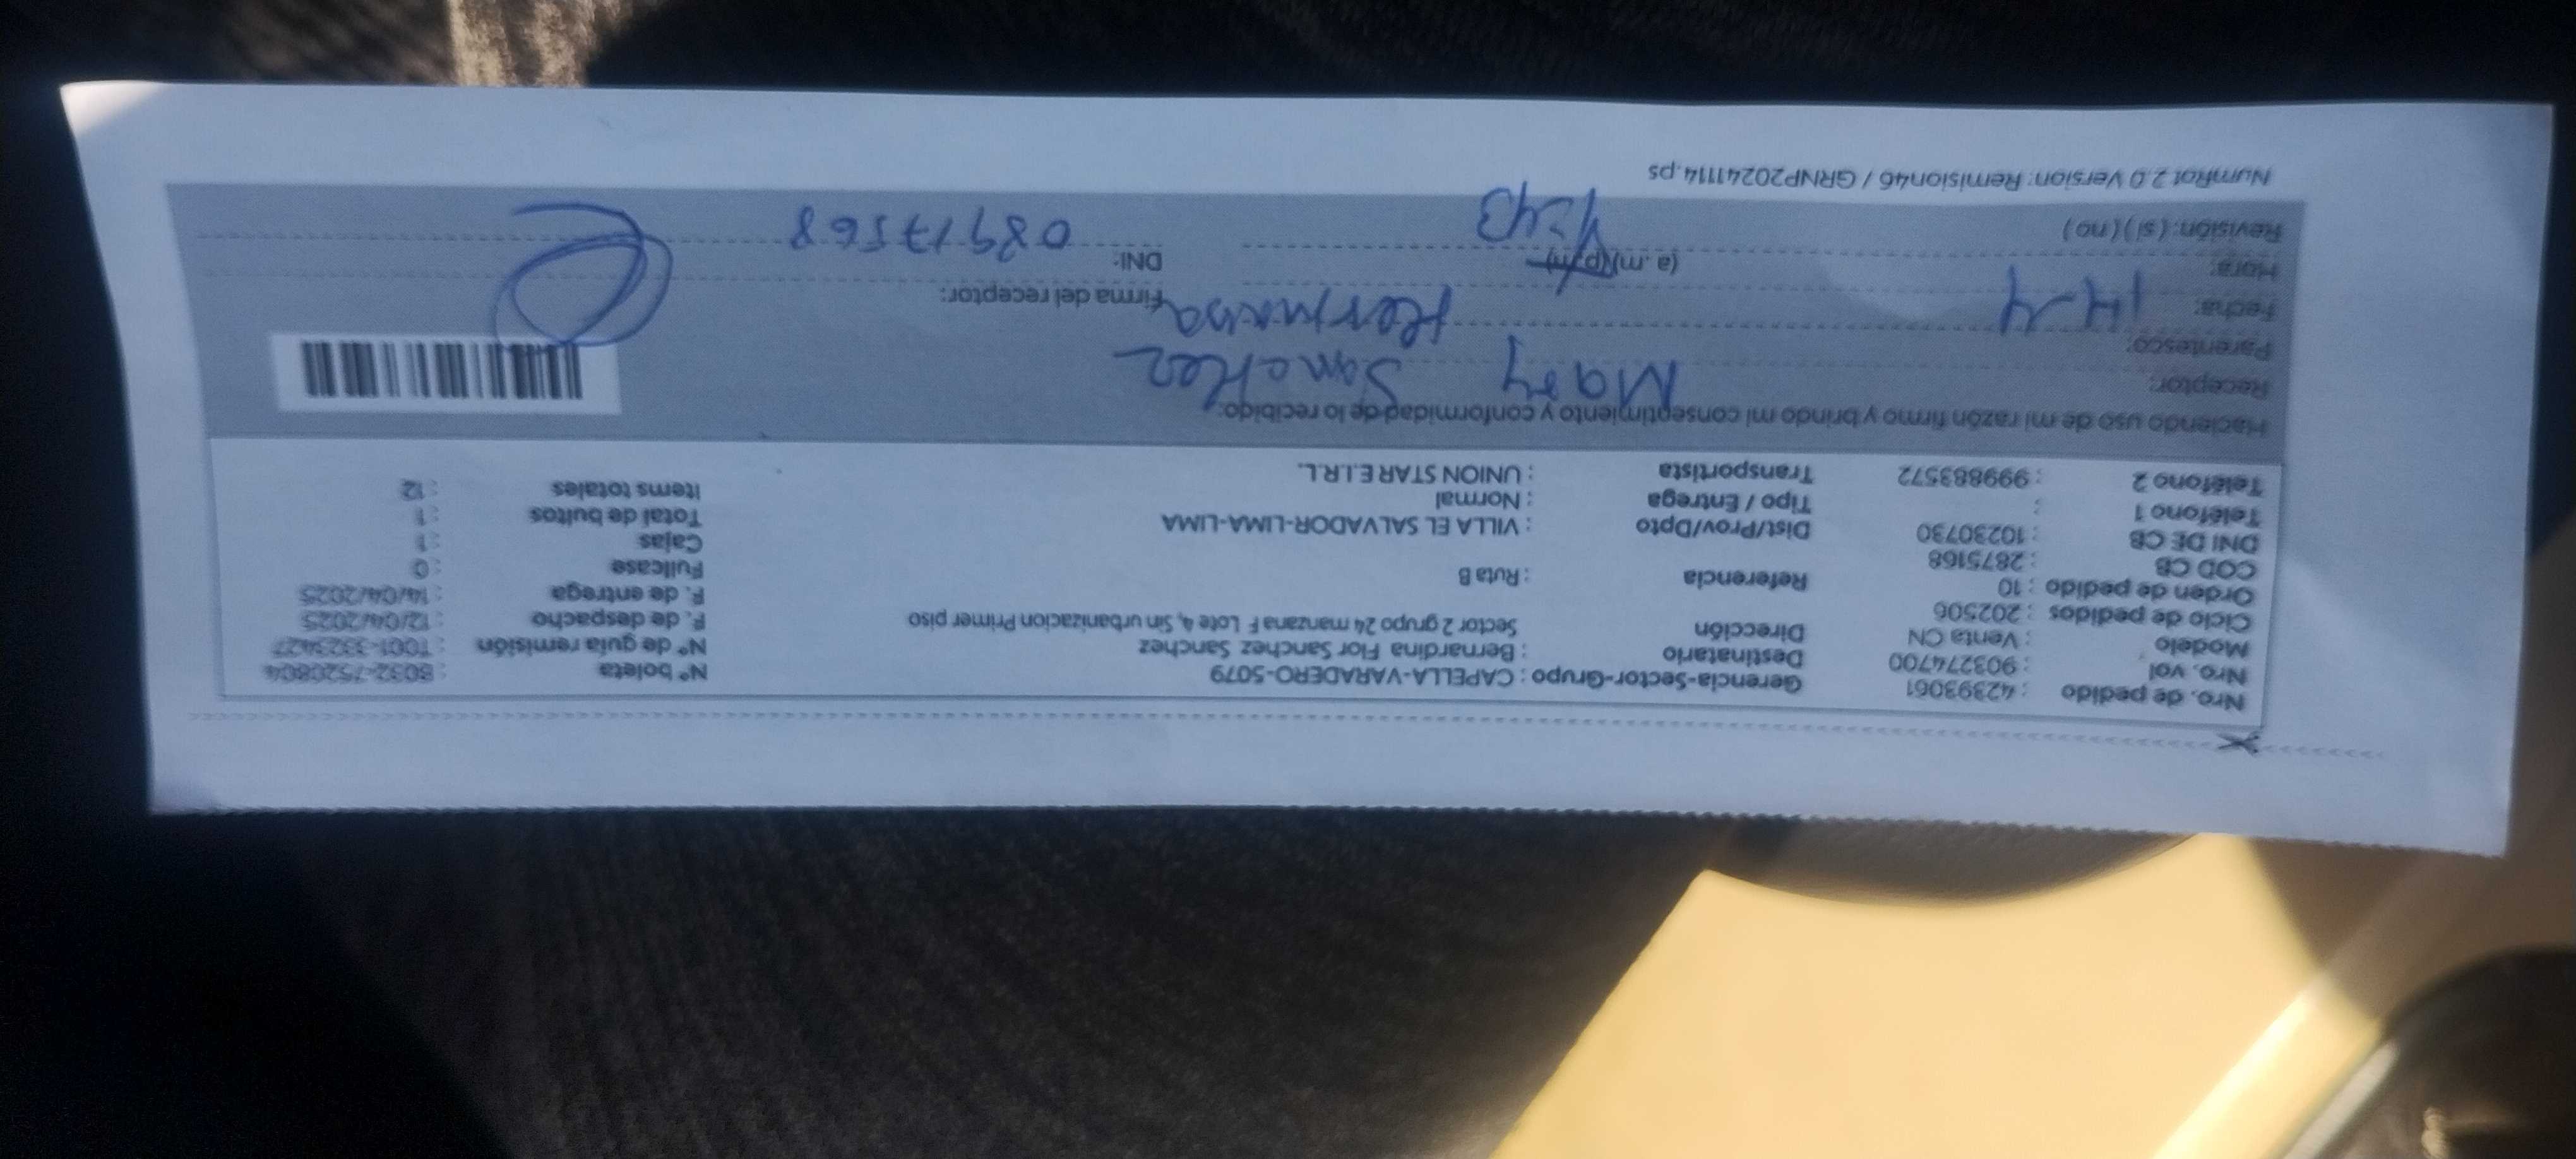 Nro. de pedido : 42393061 Gerencia-Sector-Grupo : CAPELLA-VARADERO-5079 N° boleta : B032-7520804
Nro. vol : 903274700 Destinatario : Bernardina Flor Sanchez Sanchez N° de guía remisión : T001-3323427
Modelo : Venta CN Dirección Sector 2 grupo 24 manzana F Lote 4, Sin urbanizacion Primer piso F. de despacho : 12/04/2025
Ciclo de pedidos : 202506 F. de entrega : 14/04/2025
Orden de pedido : 10 Referencia : Ruta B Fullcase : 0
COD CB : 2875168 Cajas : 1
DNI DE CB : 10230730 Dist/Prov/Dpto : VILLA EL SALVADOR-LIMA-LIMA Total de bultos : 1
Teléfono 1 : Tipo / Entrega : Normal Items totales : 12
Teléfono 2 : 999883572 Transportista : UNION STAR E.I.R.L.
Haciendo uso de mi razón firmo y brindo mi consentimiento y conformidad de lo recibido:
Receptor: Mary Sanchez
Parentesco: Hermana
Fecha: 14-4 Firma del receptor:
Hora: (a.m)(p.m) DNI: 08917568
Revisión: (si) (no)
NumRot 2.0 Version: Remision46 / GRNP20241114.ps